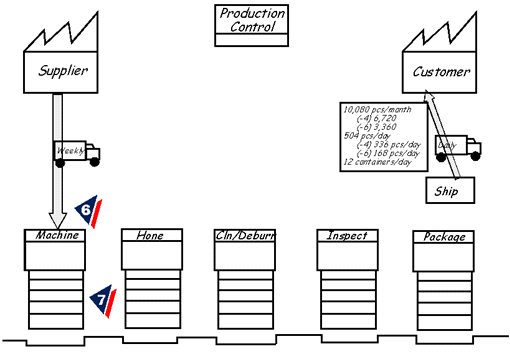 Production
Control
Supplier
Customer
10,080 pcs/month
(-4) 6,720
(-6) 3,360
504 pcs/day
(-4) 336 pcs/day
(-6) 168 pcs/day
12 containers/day
Weekly
Daily
Ship
6
Machine
Hone
Cln/Deburr
Inspect
Package
7